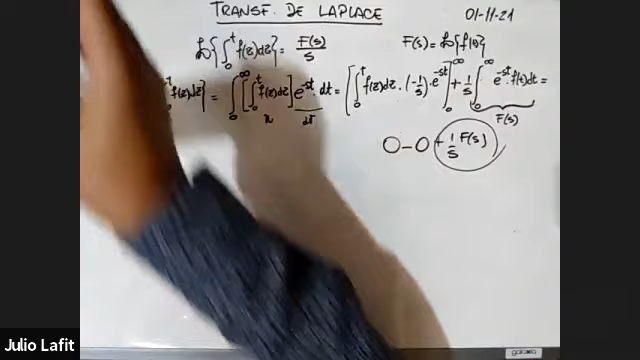 TRANSF. DE LAPLACE
01-11-21
ℒ{∫₀ᵗ f(z)dz} = F(s)/s
F(s) = ℒ{f(t)}
f(z)dz} = ∫₀^∞ [∫₀ᵗ f(z)dz] e^-st . dt = [∫₀ᵗ f(z)dz . (-1/s) . e^-st]₀^∞ + 1/s ∫₀^∞ e^-st . f(t)dt =
F(s)
0 - 0 + 1/s F(s)
Julio Lafit